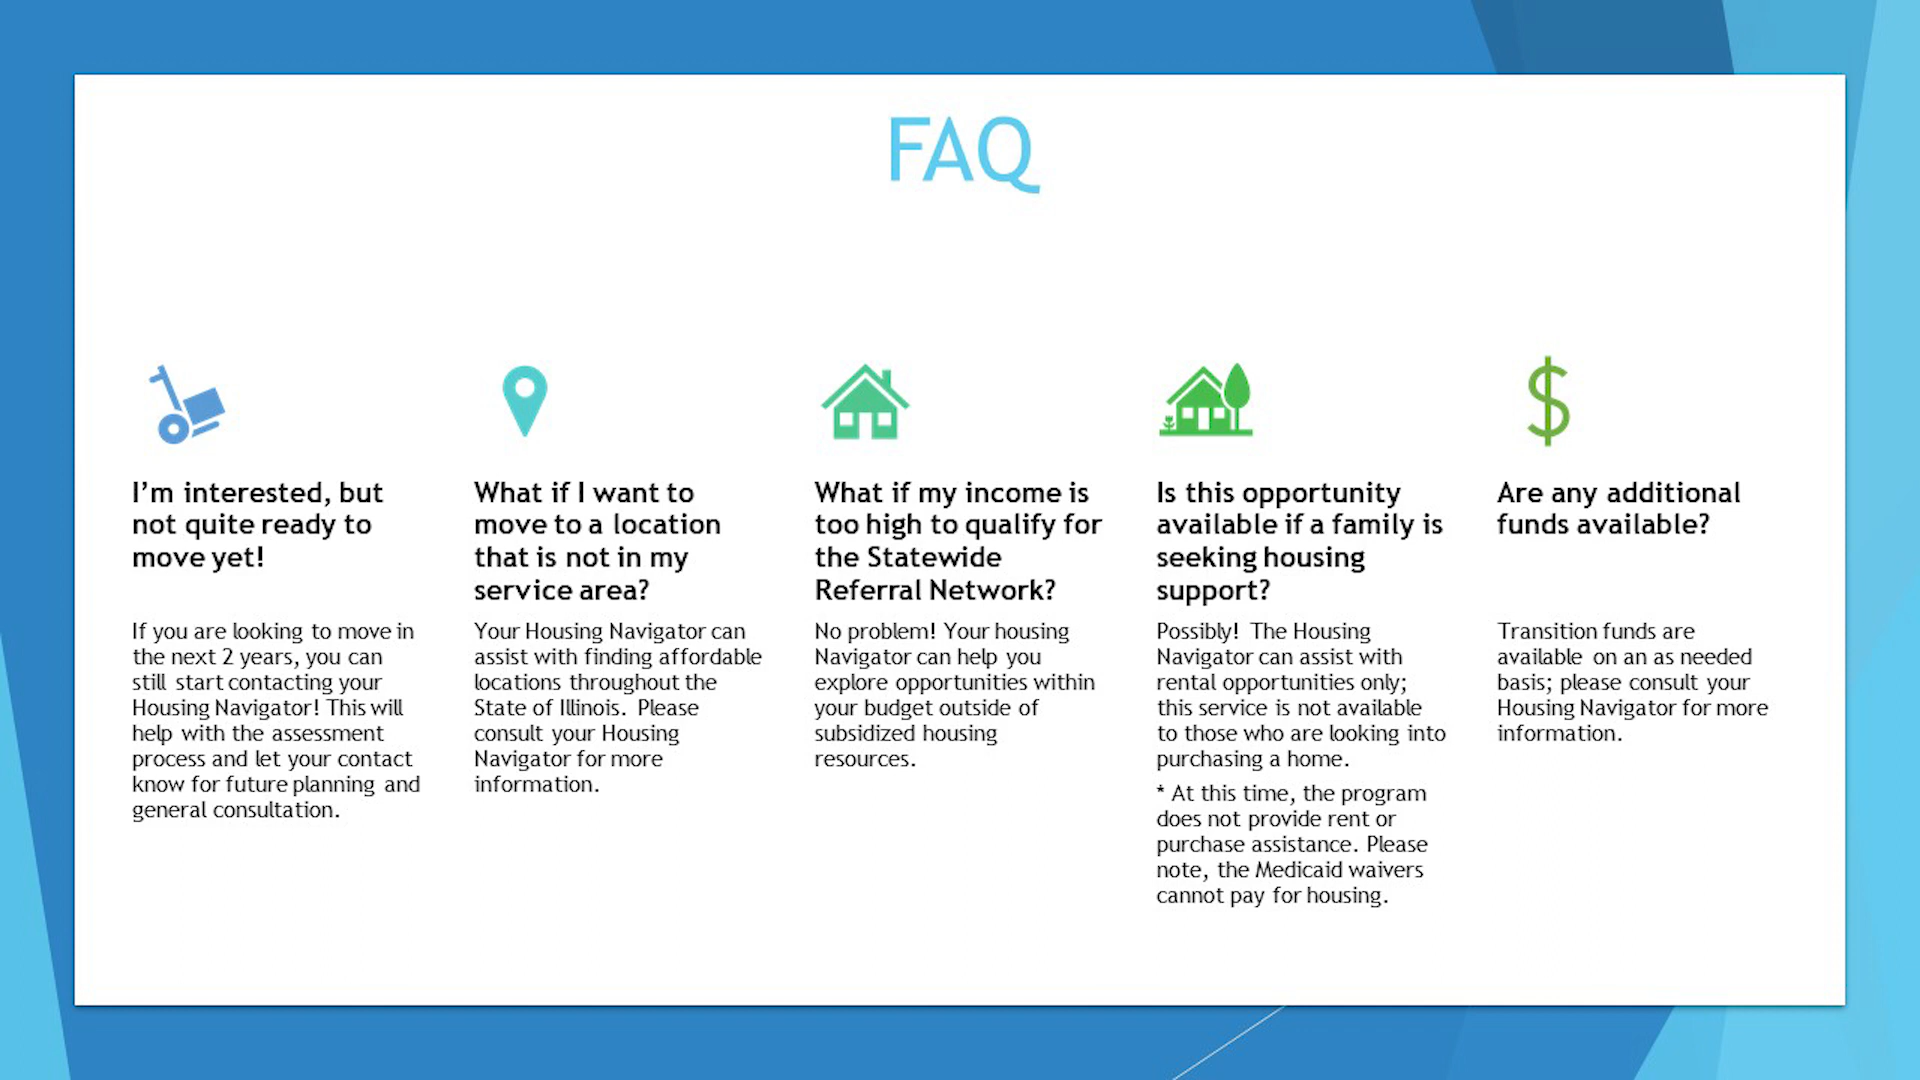 FAQ
I'm interested, but
not quite ready to
move yet!
If you are looking to move in
the next 2 years, you can
still start contacting your
Housing Navigator! This will
help with the assessment
process and let your contact
know for future planning and
general consultation.
What if I want to
move to a location
that is not in my
service area?
Your Housing Navigator can
assist with finding affordable
locations throughout the
State of Illinois. Please
consult your Housing
Navigator for more
information.
What if my income is
too high to qualify for
the Statewide
Referral Network?
No problem! Your housing
Navigator can help you
explore opportunities within
your budget outside of
subsidized housing
resources.
Is this opportunity
available if a family is
seeking housing
support?
Possibly! The Housing
Navigator can assist with
rental opportunities only;
this service is not available
to those who are looking into
purchasing a home.
* At this time, the program
does not provide rent or
purchase assistance. Please
note, the Medicaid waivers
cannot pay for housing.
$
Are any additional
funds available?
Transition funds are
available on an as needed
basis; please consult your
Housing Navigator for more
information.